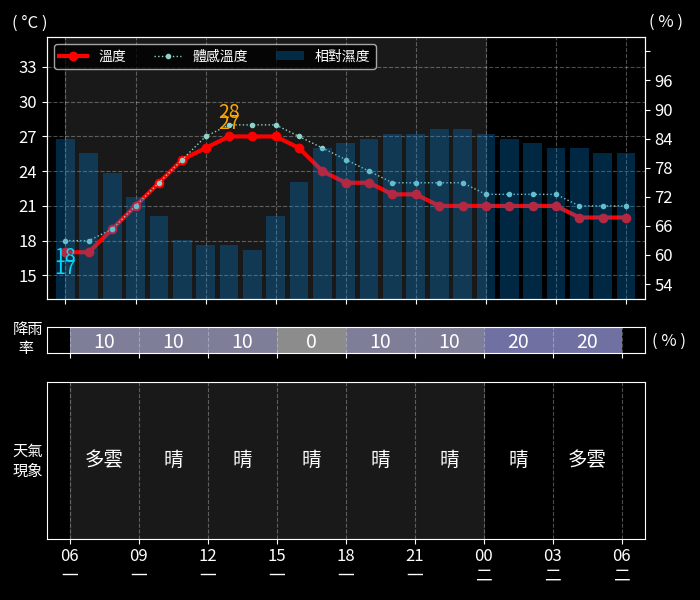 ( °C )
( % )
溫度
體感溫度
相對濕度
33
30
27
24
21
18
15
96
90
84
78
72
66
60
54
28
27
18
17
降雨
率
10
10
10
0
10
10
20
20
( % )
天氣
現象
多雲
晴
晴
晴
晴
晴
晴
多雲
06
09
12
15
18
21
00
03
06
一
一
一
一
一
一
二
二
二